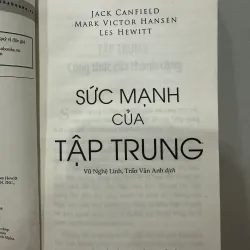 JACK CANFIELD
MARK VICTOR HANSEN
LES HEWITT
SỨC MẠNH
CỦA
TẬP TRUNG
Vũ Nghệ Linh, Trần Vân Anh dịch